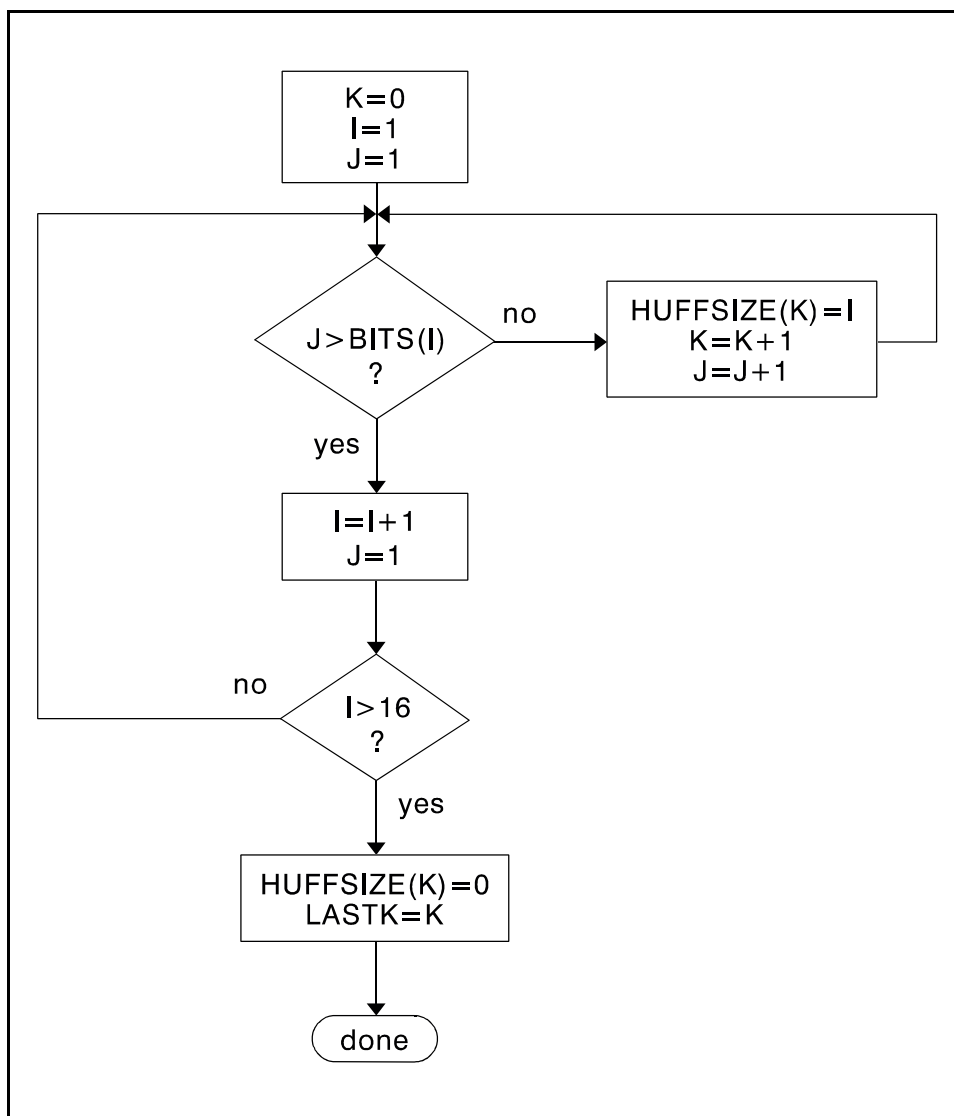 K=0
I=1
J=1
J>BITS(I)
?
no
HUFFSIZE(K)=I
K=K+1
J=J+1
yes
I=I+1
J=1
no
I>16
?
yes
HUFFSIZE(K)=0
LASTK=K
done